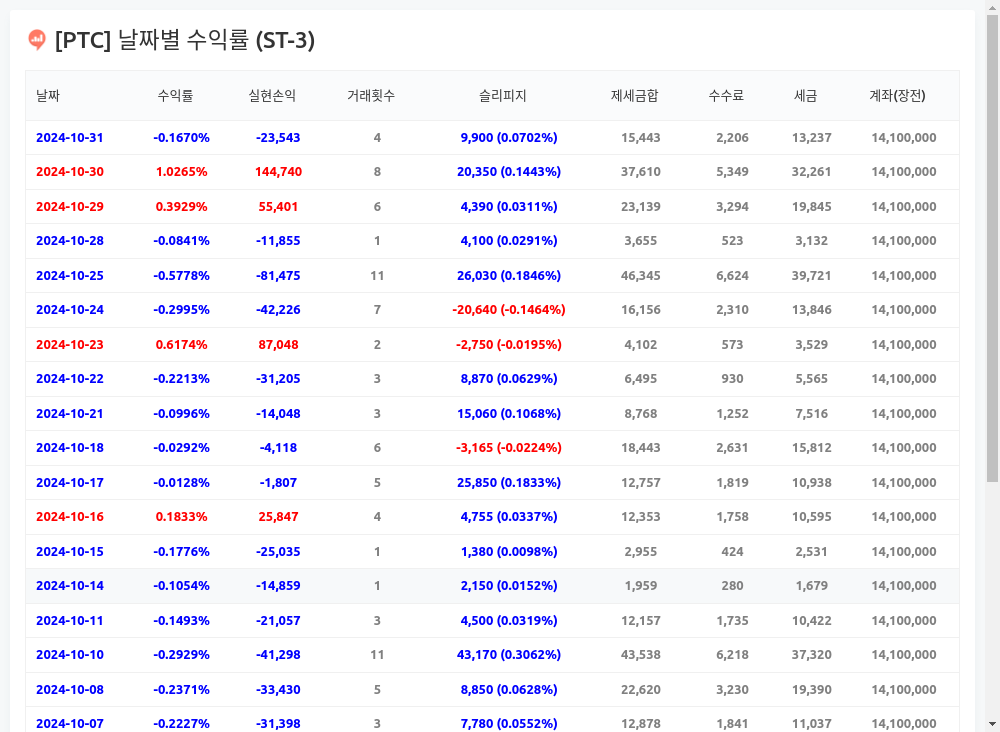 [PTC] 날짜별 수익률 (ST-3)
날짜 수익률 실현손익 거래횟수 슬리피지 제세금합 수수료 세금 계좌(장전)
2024-10-31 -0.1670% -23,543 4 9,900 (0.0702%) 15,443 2,206 13,237 14,100,000
2024-10-30 1.0265% 144,740 8 20,350 (0.1443%) 37,610 5,349 32,261 14,100,000
2024-10-29 0.3929% 55,401 6 4,390 (0.0311%) 23,139 3,294 19,845 14,100,000
2024-10-28 -0.0841% -11,855 1 4,100 (0.0291%) 3,655 523 3,132 14,100,000
2024-10-25 -0.5778% -81,475 11 26,030 (0.1846%) 46,345 6,624 39,721 14,100,000
2024-10-24 -0.2995% -42,226 7 -20,640 (-0.1464%) 16,156 2,310 13,846 14,100,000
2024-10-23 0.6174% 87,048 2 -2,750 (-0.0195%) 4,102 573 3,529 14,100,000
2024-10-22 -0.2213% -31,205 3 8,870 (0.0629%) 6,495 930 5,565 14,100,000
2024-10-21 -0.0996% -14,048 3 15,060 (0.1068%) 8,768 1,252 7,516 14,100,000
2024-10-18 -0.0292% -4,118 6 -3,165 (-0.0224%) 18,443 2,631 15,812 14,100,000
2024-10-17 -0.0128% -1,807 5 25,850 (0.1833%) 12,757 1,819 10,938 14,100,000
2024-10-16 0.1833% 25,847 4 4,755 (0.0337%) 12,353 1,758 10,595 14,100,000
2024-10-15 -0.1776% -25,035 1 1,380 (0.0098%) 2,955 424 2,531 14,100,000
2024-10-14 -0.1054% -14,859 1 2,150 (0.0152%) 1,959 280 1,679 14,100,000
2024-10-11 -0.1493% -21,057 3 4,500 (0.0319%) 12,157 1,735 10,422 14,100,000
2024-10-10 -0.2929% -41,298 11 43,170 (0.3062%) 43,538 6,218 37,320 14,100,000
2024-10-08 -0.2371% -33,430 5 8,850 (0.0628%) 22,620 3,230 19,390 14,100,000
2024-10-07 -0.2227% -31,398 3 7,780 (0.0552%) 12,878 1,841 11,037 14,100,000